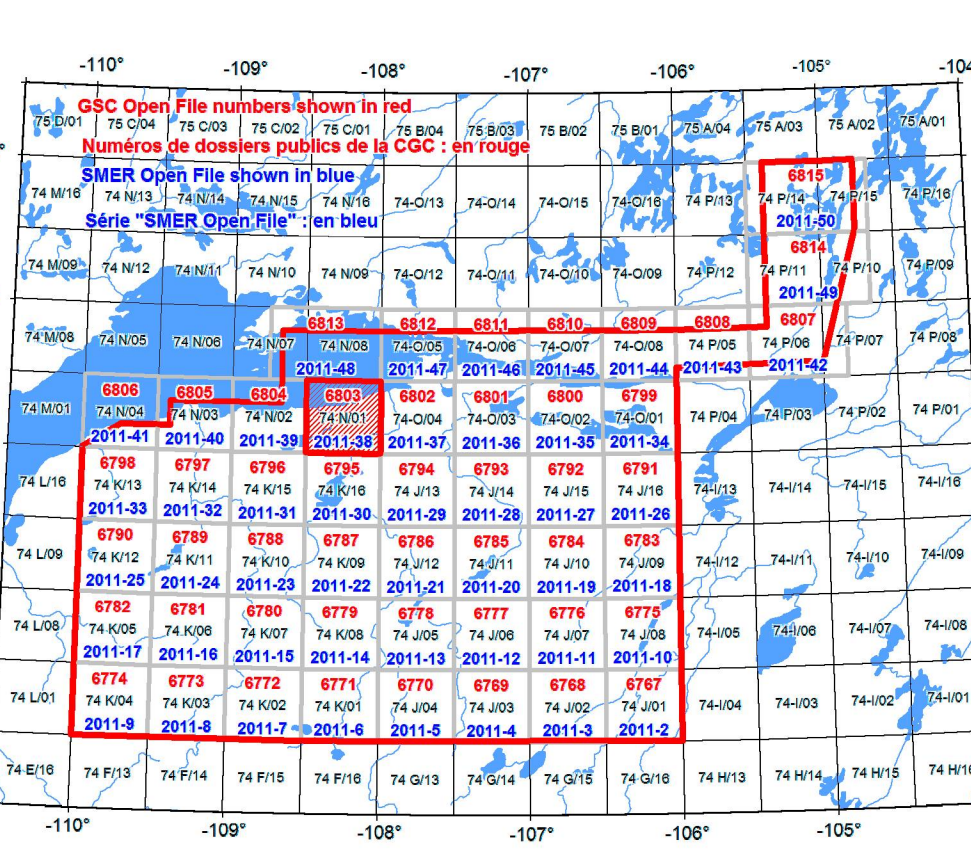 -110° -109° -108° -107° -106° -105° -104
GSC Open File numbers shown in red
75 D/01 75 C/04 75 C/03 75 C/02 75 C/01 75 B/04 75 B/03 75 B/02 75 B/01 75 A/04 75 A/03 75 A/02 75 A/01
Numéros de dossiers publics de la CGC : en rouge
SMER Open File shown in blue
6815
74 M/16 74 N/13 74 N/14 74 N/15 74 N/16 74-O/13 74-O/14 74-O/15 74-O/16 74 P/13 74 P/14 74 P/15 74 P/16
Série "SMER Open File" : en bleu
2011-50
6814
74 M/09 74 N/12 74 N/11 74 N/10 74 N/09 74-O/12 74-O/11 74-O/10 74-O/09 74 P/12 74 P/11 74 P/10 74 P/09
2011-49
6813 6812 6811 6810 6809 6808 6807
74 M/08 74 N/05 74 N/06 74 N/07 74 N/08 74-O/05 74-O/06 74-O/07 74-O/08 74 P/05 74 P/06 74 P/07 74 P/08
2011-48 2011-47 2011-46 2011-45 2011-44 2011-43 2011-42
6806 6805 6804 6803 6802 6801 6800 6799
74 M/01 74 N/04 74 N/03 74 N/02 74 N/01 74-O/04 74-O/03 74-O/02 74-O/01 74 P/04 74 P/03 74 P/02 74 P/01
2011-41 2011-40 2011-39 2011-38 2011-37 2011-36 2011-35 2011-34
6798 6797 6796 6795 6794 6793 6792 6791
74 L/16 74 K/13 74 K/14 74 K/15 74 K/16 74 J/13 74 J/14 74 J/15 74 J/16 74-I/13 74-I/14 74-I/15 74-I/16
2011-33 2011-32 2011-31 2011-30 2011-29 2011-28 2011-27 2011-26
6790 6789 6788 6787 6786 6785 6784 6783
74 L/09 74 K/12 74 K/11 74 K/10 74 K/09 74 J/12 74 J/11 74 J/10 74 J/09 74-I/12 74-I/11 74-I/10 74-I/09
2011-25 2011-24 2011-23 2011-22 2011-21 2011-20 2011-19 2011-18
6782 6781 6780 6779 6778 6777 6776 6775
74 L/08 74 K/05 74 K/06 74 K/07 74 K/08 74 J/05 74 J/06 74 J/07 74 J/08 74-I/05 74-I/06 74-I/07 74-I/08
2011-17 2011-16 2011-15 2011-14 2011-13 2011-12 2011-11 2011-10
6774 6773 6772 6771 6770 6769 6768 6767
74 L/01 74 K/04 74 K/03 74 K/02 74 K/01 74 J/04 74 J/03 74 J/02 74 J/01 74-I/04 74-I/03 74-I/02 74-I/01
2011-9 2011-8 2011-7 2011-6 2011-5 2011-4 2011-3 2011-2
74-E/16 74 F/13 74 F/14 74 F/15 74 F/16 74 G/13 74 G/14 74 G/15 74 G/16 74 H/13 74 H/14 74 H/15 74 H/16
-110° -109° -108° -107° -106° -105°